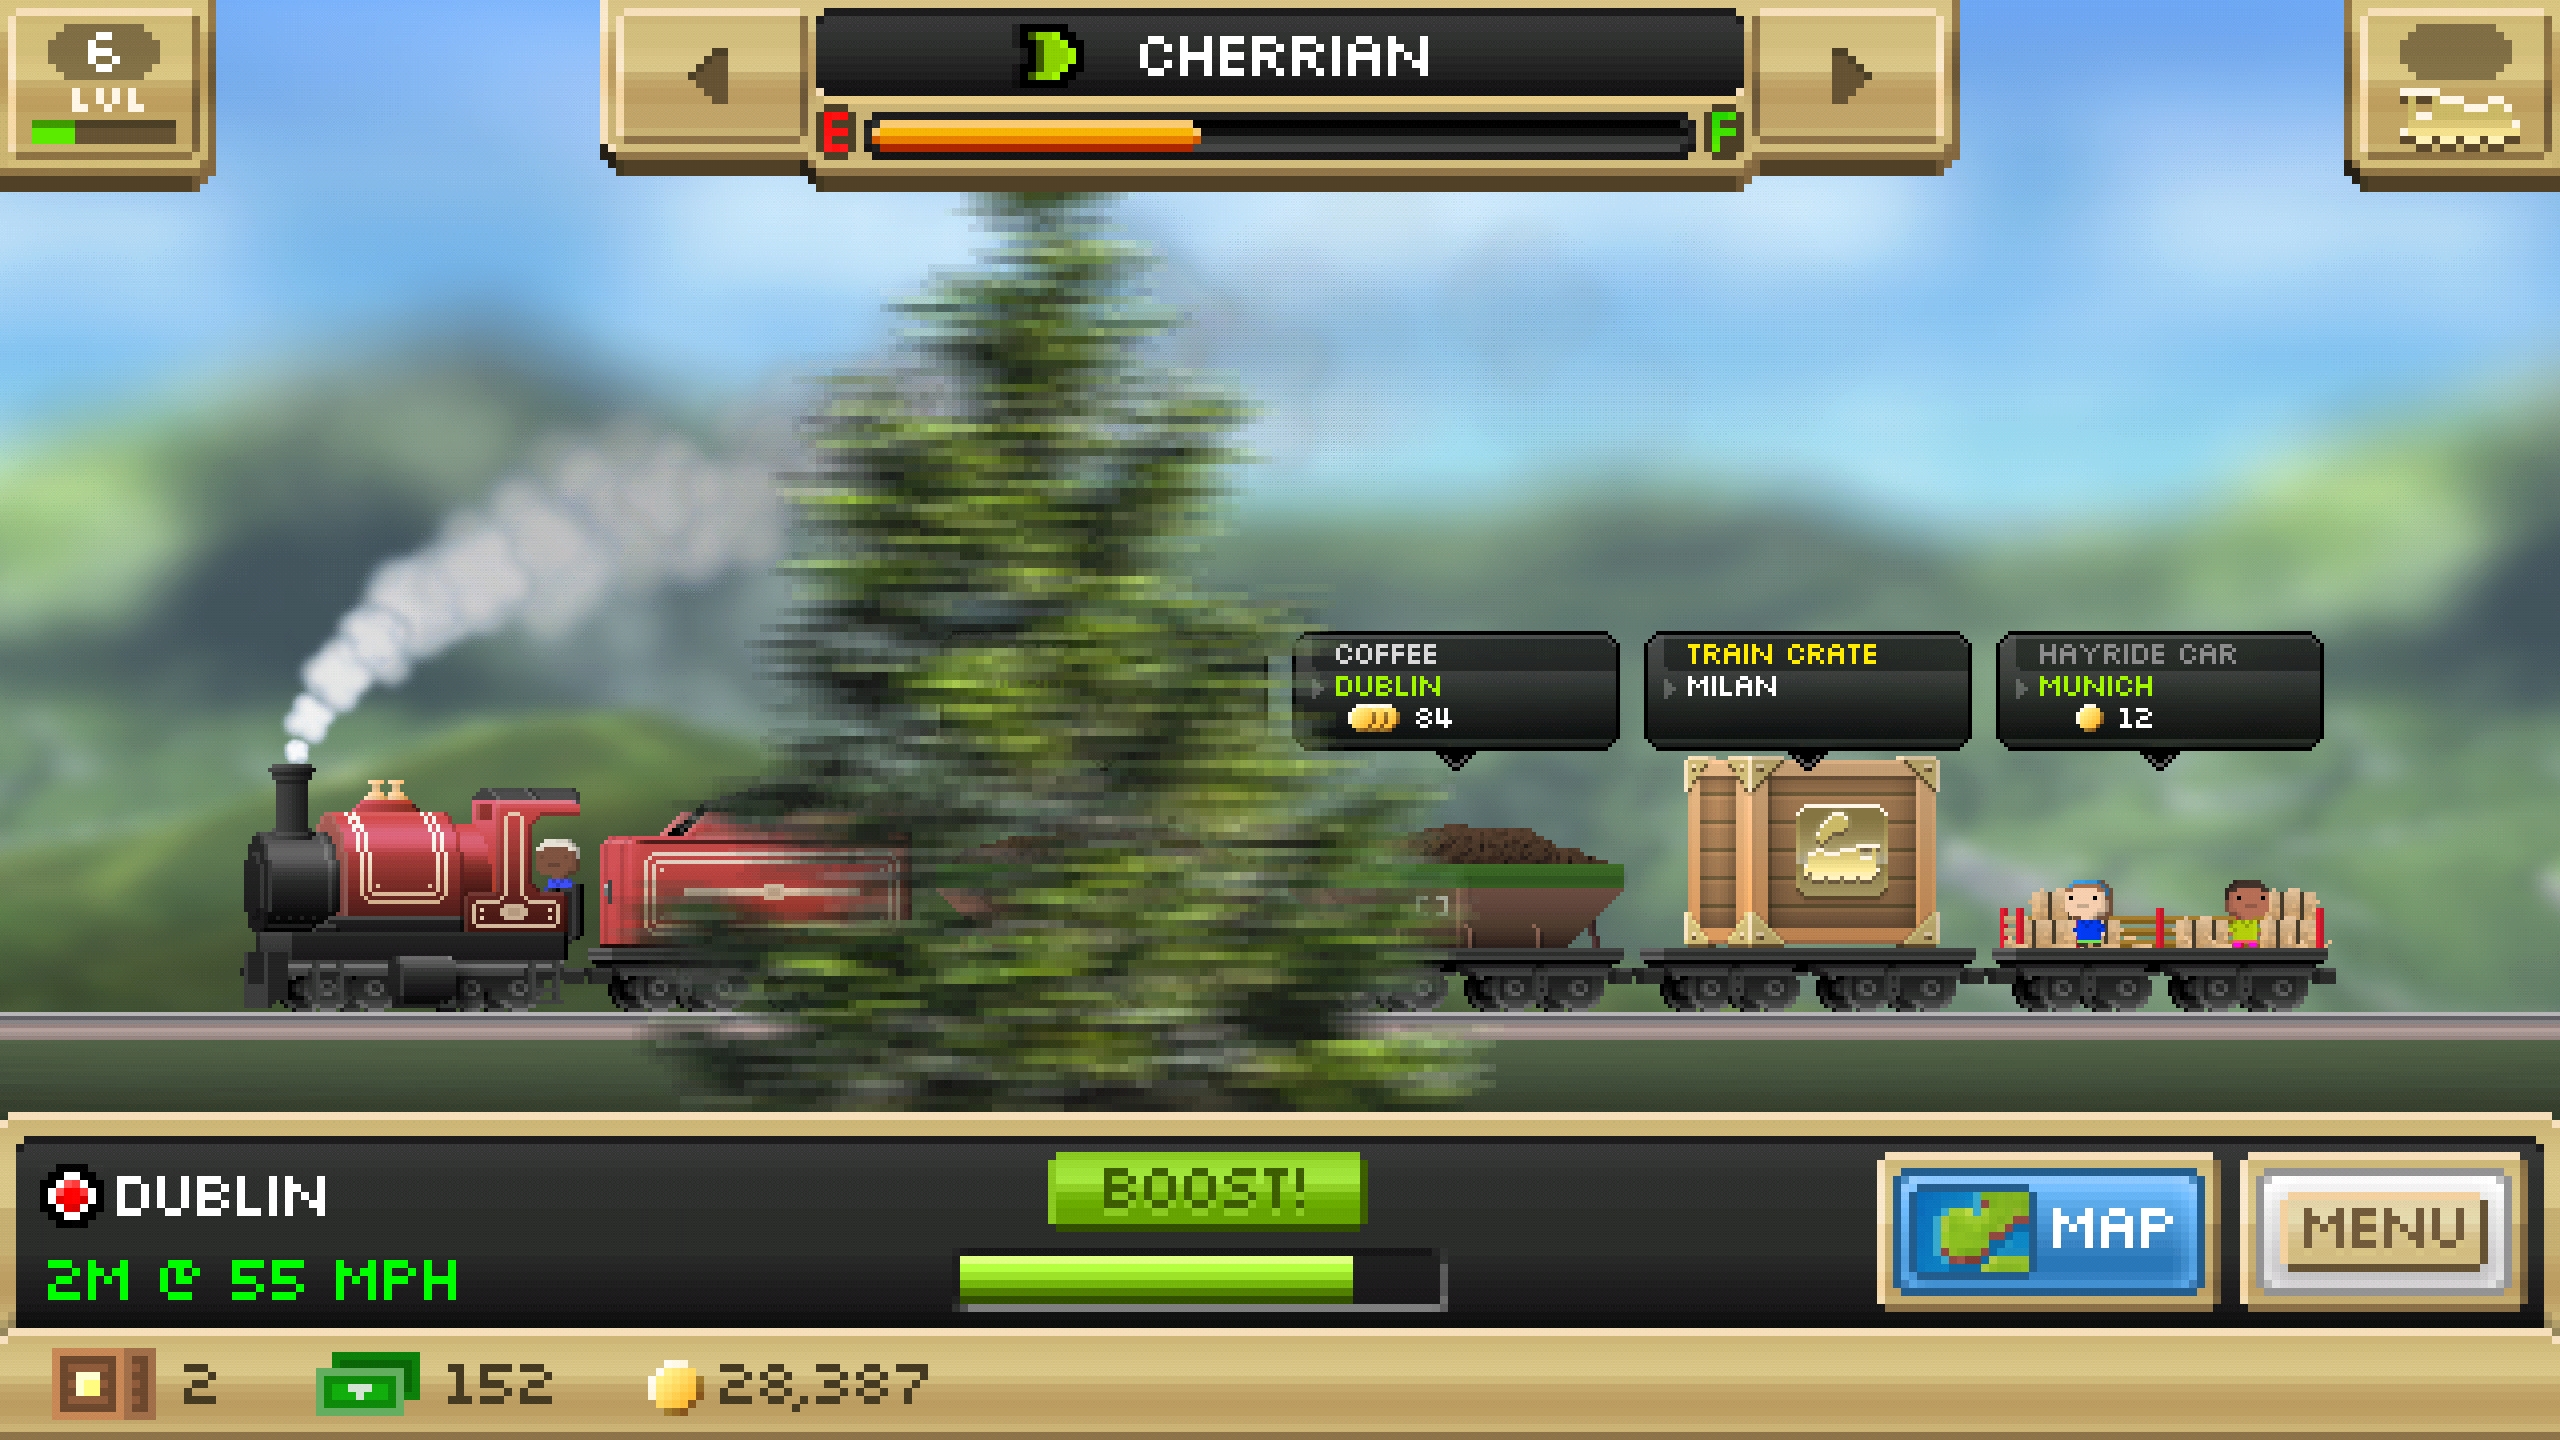 6
LVL
CHERRIAN
E F
COFFEE
DUBLIN
84
TRAIN CRATE
MILAN
HAYRIDE CAR
MUNICH
12
DUBLIN
2M @ 55 MPH
BOOST!
MAP
MENU
2 152 28,387